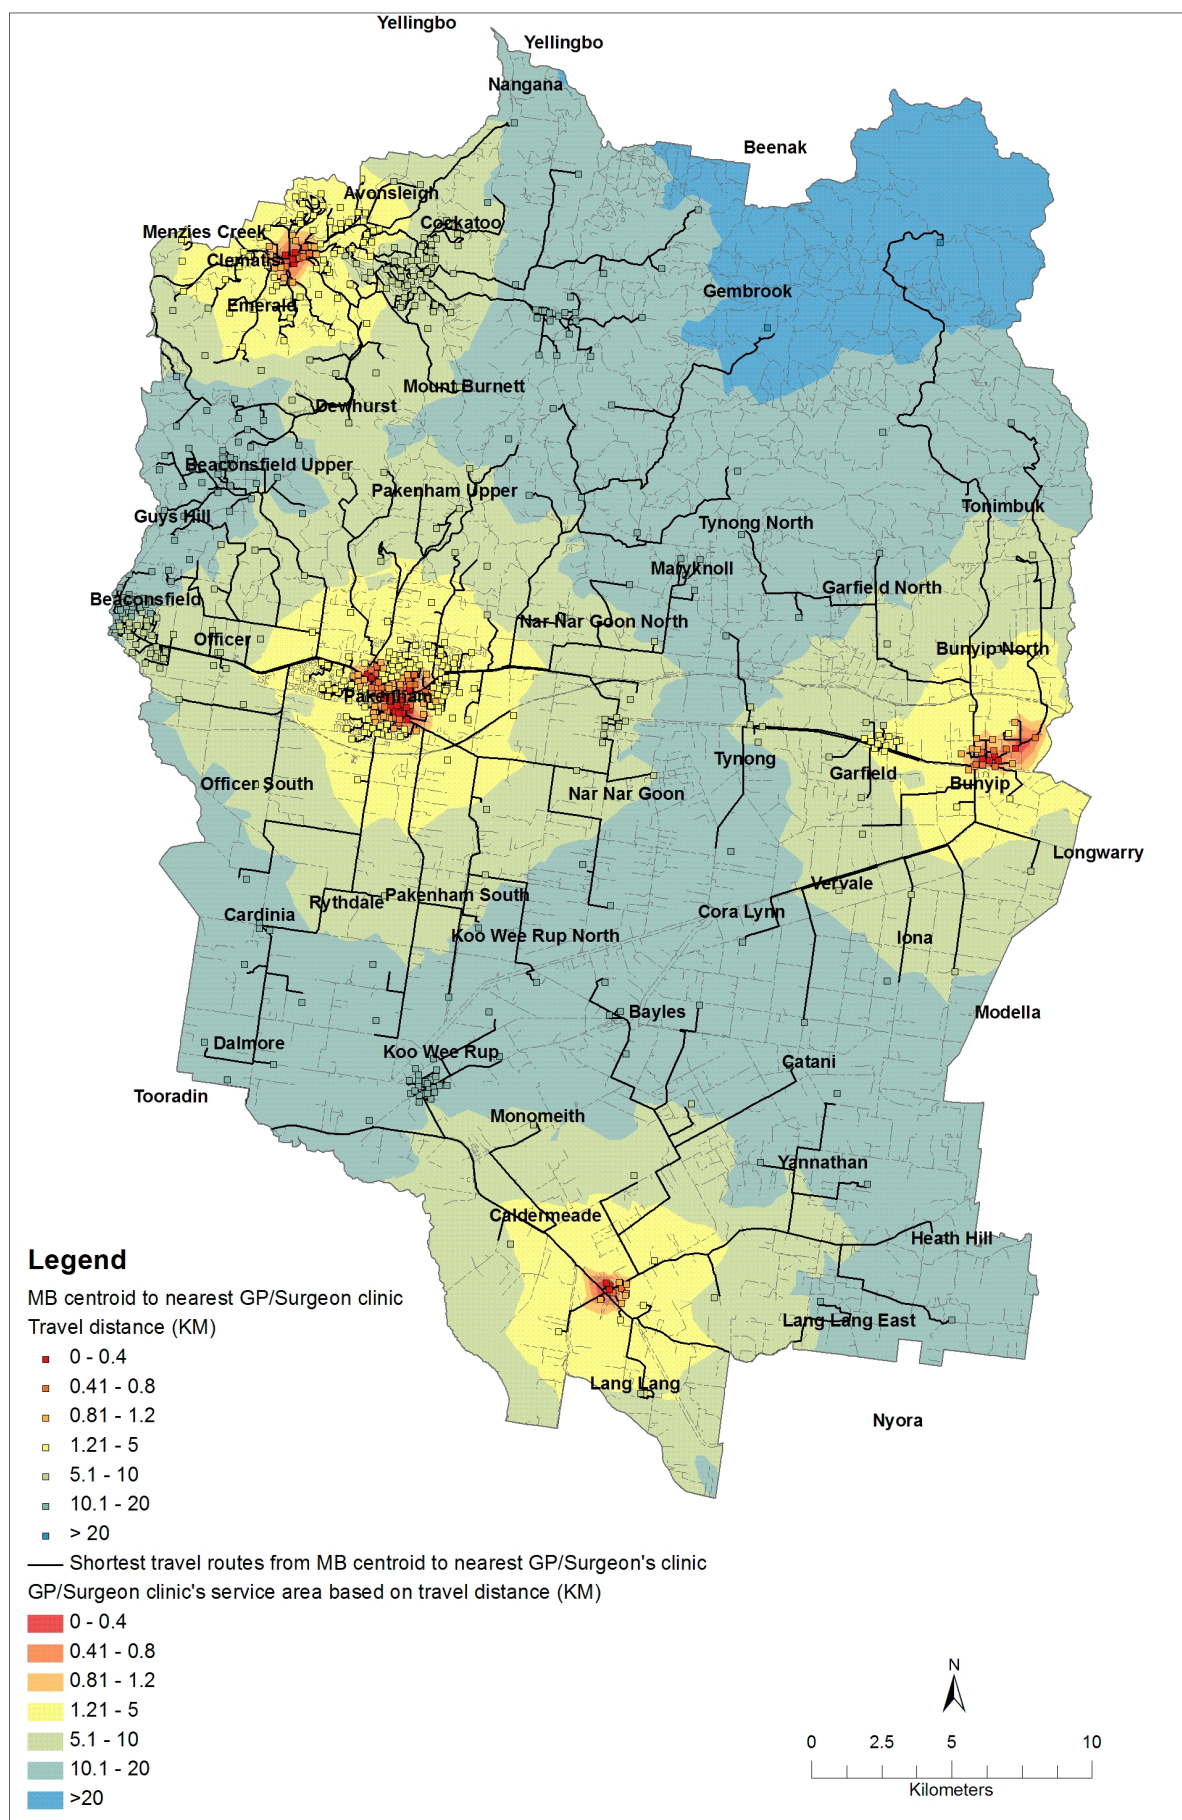 Yellingbo
Yellingbo
Nangana
Beenak
Avonsleigh
Cockatoo
Menzies Creek
Clematis
Gembrook
Emerald
Mount Burnett
Dewhurst
Beaconsfield Upper
Pakenham Upper
Tonimbuk
Guys Hill
Tynong North
Maryknoll
Garfield North
Beaconsfield
Nar Nar Goon North
Officer
Bunyip North
Pakenham
Tynong
Garfield
Officer South
Bunyip
Nar Nar Goon
Longwarry
Vervale
Pakenham South
Rythdale
Cora Lynn
Cardinia
Koo Wee Rup North
Iona
Bayles
Modella
Dalmore
Koo Wee Rup
Catani
Tooradin
Monomeith
Yannathan
Caldermeade
Heath Hill
Lang Lang East
Lang Lang
Nyora
Legend
MB centroid to nearest GP/Surgeon clinic
Travel distance (KM)
0 - 0.4
0.41 - 0.8
0.81 - 1.2
1.21 - 5
5.1 - 10
10.1 - 20
> 20
Shortest travel routes from MB centroid to nearest GP/Surgeon's clinic
GP/Surgeon clinic's service area based on travel distance (KM)
0 - 0.4
0.41 - 0.8
0.81 - 1.2
1.21 - 5
5.1 - 10
10.1 - 20
>20
N
0 2.5 5 10
Kilometers